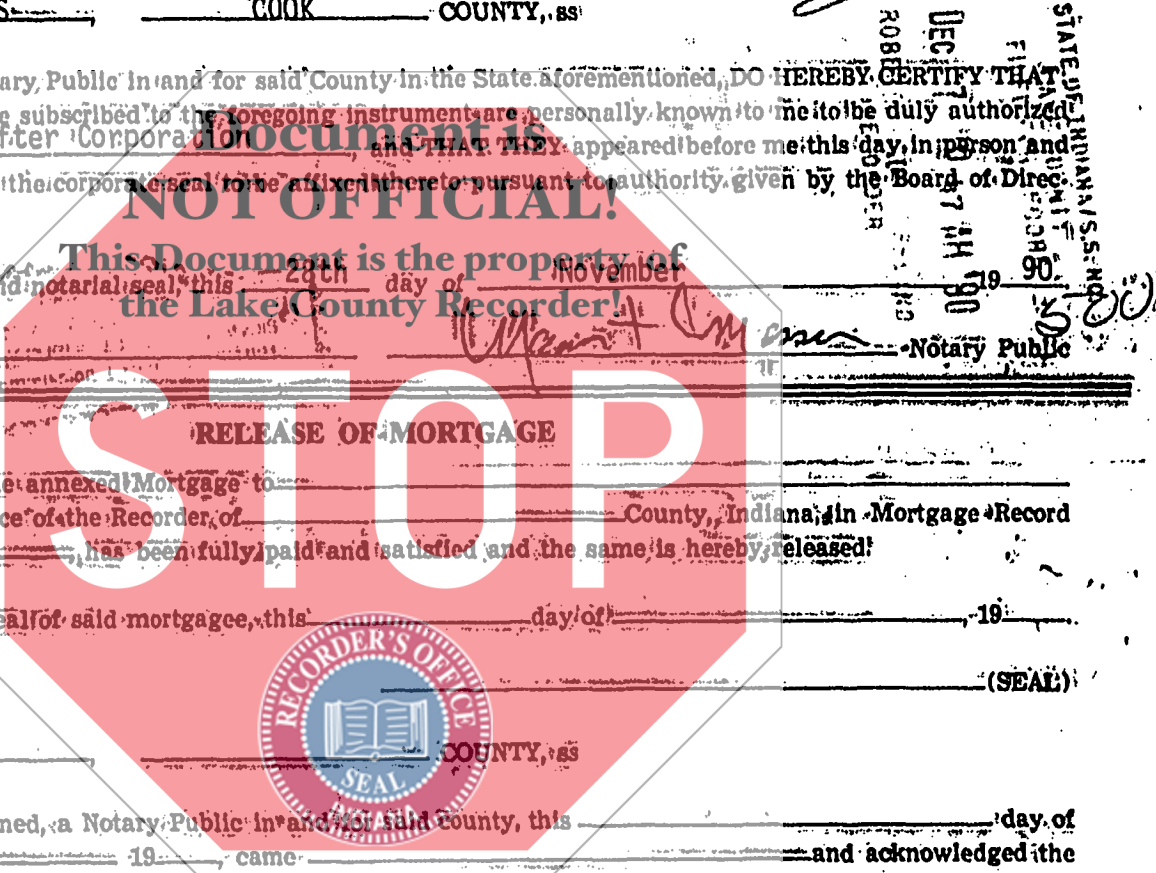 COOK COUNTY, ss
ary Public in and for said County in the State aforementioned, DO HEREBY CERTIFY THAT
e subscribed to the foregoing instrument are personally known to me to be duly authorized
fter Corporation, and THAT THEY appeared before me this day in person and
the corporate seal to be affixed thereto pursuant to authority given by the Board of Direc-
nd notarial seal, this 28th day of November 19 90
Notary Public
RELEASE OF MORTGAGE
e annexed Mortgage to
ce of the Recorder of County, Indiana, in Mortgage Record
, has been fully paid and satisfied and the same is hereby released.
eal of said mortgagee, this day of , 19
(SEAL)
COUNTY, ss
ned, a Notary Public in and for said County, this day of
19 , came and acknowledged the
Document is
NOT OFFICIAL!
This Document is the property of
the Lake County Recorder!
STOP
RECORDER'S OFFICE
SEAL
INDIANA
STATE OF INDIANA/S.S. NO.
DEC